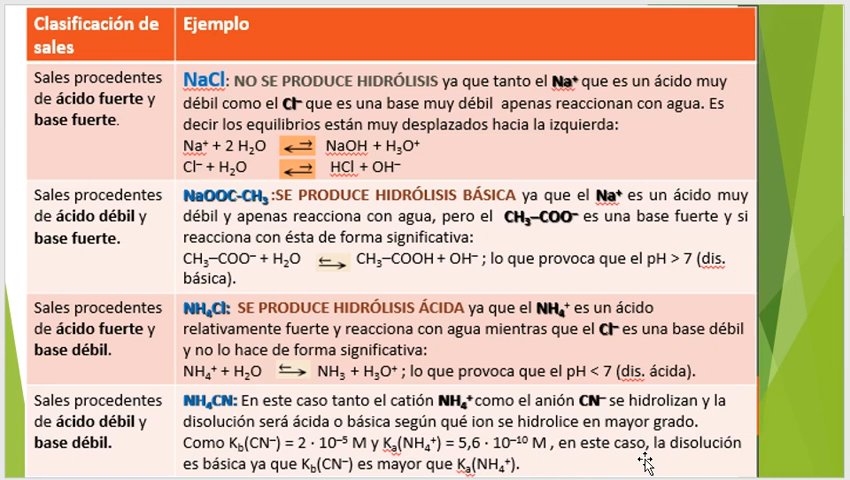 Clasificación de sales
Ejemplo
Sales procedentes
de ácido fuerte y
base fuerte.
NaCl: NO SE PRODUCE HIDRÓLISIS ya que tanto el Na⁺ que es un ácido muy
débil como el Cl⁻ que es una base muy débil apenas reaccionan con agua. Es
decir los equilibrios están muy desplazados hacia la izquierda:
Na⁺ + 2 H₂O ⇐⇒ NaOH + H₃O⁺
Cl⁻ + H₂O ⇐⇒ HCl + OH⁻
Sales procedentes
de ácido débil y
base fuerte.
NaOOC-CH₃ :SE PRODUCE HIDRÓLISIS BÁSICA ya que el Na⁺ es un ácido muy
débil y apenas reacciona con agua, pero el CH₃–COO⁻ es una base fuerte y si
reacciona con ésta de forma significativa:
CH₃–COO⁻ + H₂O ⇆ CH₃–COOH + OH⁻ ; lo que provoca que el pH > 7 (dis.
básica).
Sales procedentes
de ácido fuerte y
base débil.
NH₄Cl: SE PRODUCE HIDRÓLISIS ÁCIDA ya que el NH₄⁺ es un ácido
relativamente fuerte y reacciona con agua mientras que el Cl⁻ es una base débil
y no lo hace de forma significativa:
NH₄⁺ + H₂O ⇆ NH₃ + H₃O⁺ ; lo que provoca que el pH < 7 (dis. ácida).
Sales procedentes
de ácido débil y
base débil.
NH₄CN: En este caso tanto el catión NH₄⁺ como el anión CN⁻ se hidrolizan y la
disolución será ácida o básica según qué ion se hidrolice en mayor grado.
Como K_b(CN⁻) = 2 · 10⁻⁵ M y K_a(NH₄⁺) = 5,6 · 10⁻¹⁰ M , en este caso, la disolución
es básica ya que K_b(CN⁻) es mayor que K_a(NH₄⁺).